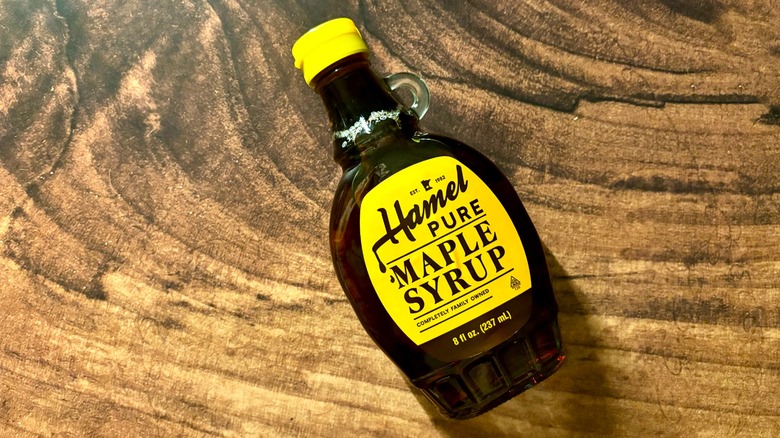 EST. 1982
Hamel
PURE
MAPLE
SYRUP
COMPLETELY FAMILY OWNED
8 fl oz. (237 mL)